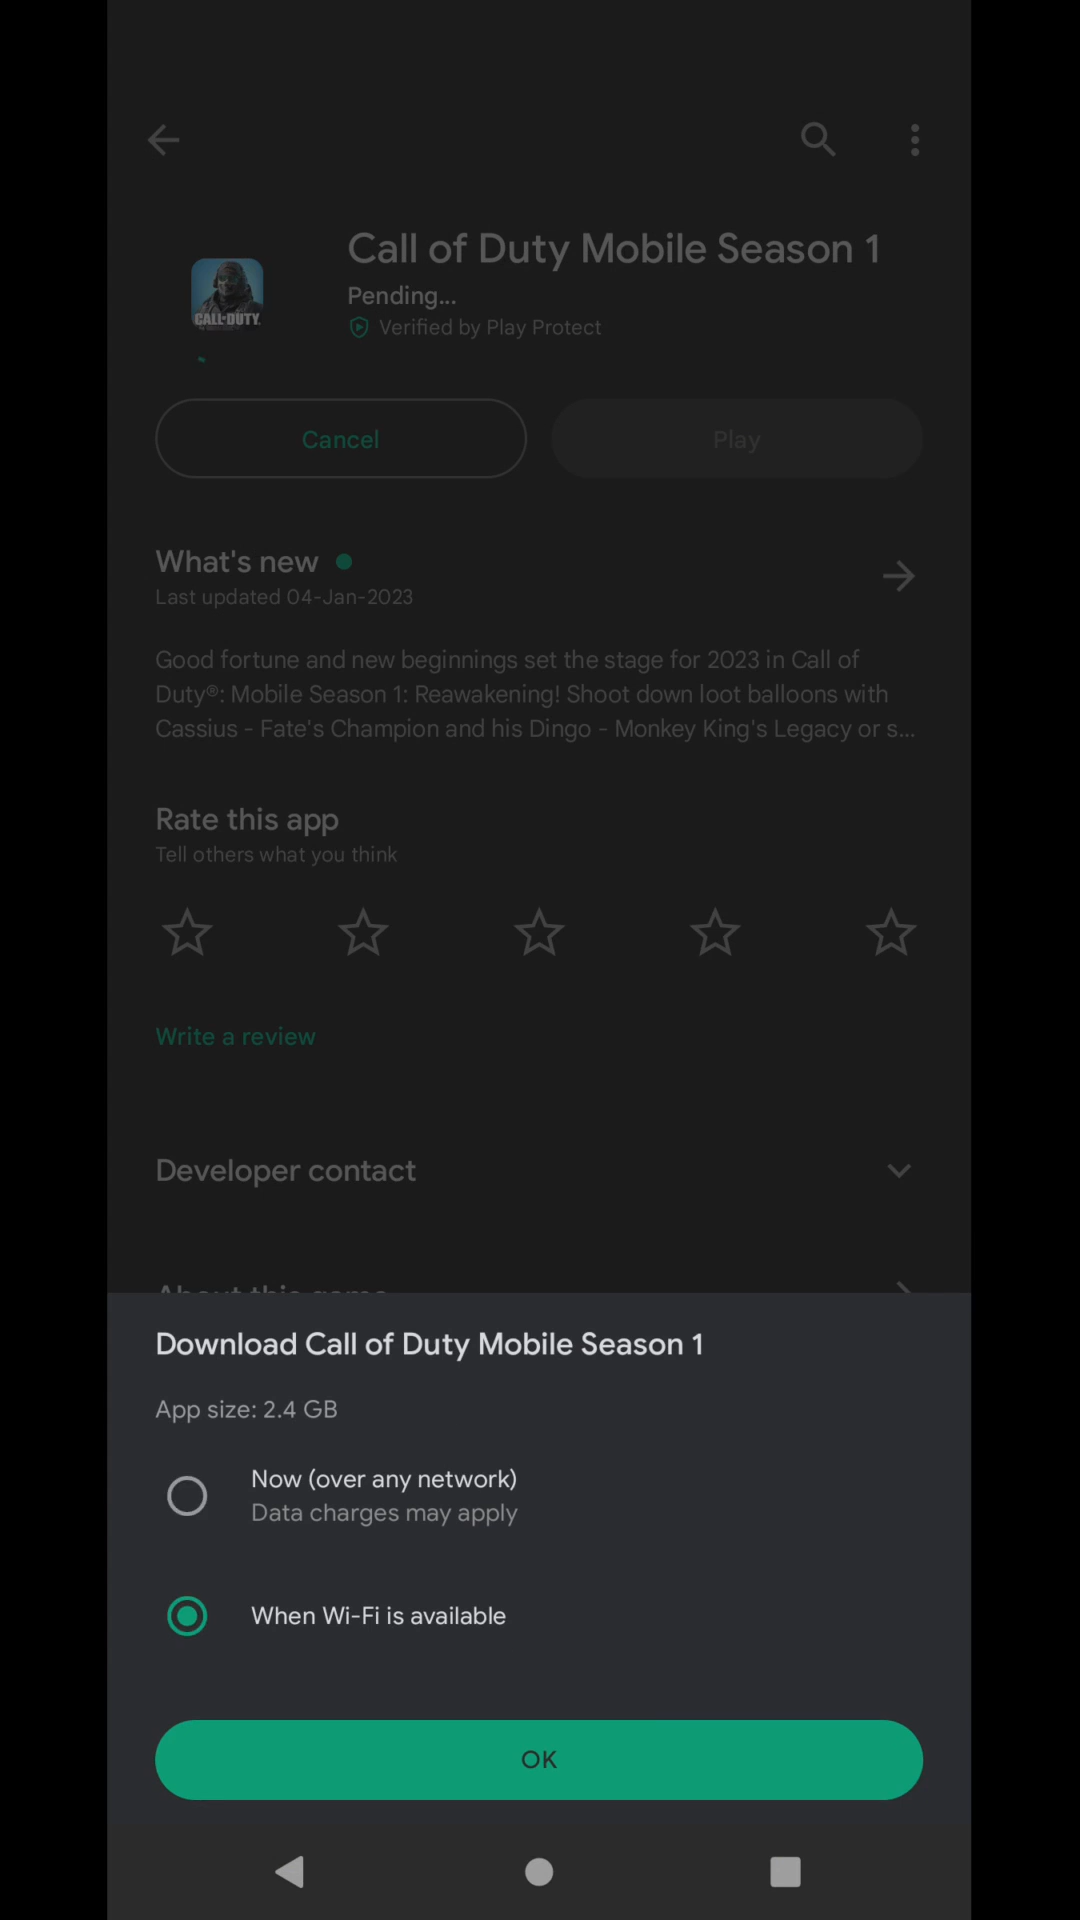 Call of Duty Mobile Season 1
Pending...
CALL OF DUTY
Verified by Play Protect
Cancel
Play
What's new
Last updated 04-Jan-2023
Good fortune and new beginnings set the stage for 2023 in Call of
Duty®: Mobile Season 1: Reawakening! Shoot down loot balloons with
Cassius - Fate's Champion and his Dingo - Monkey King's Legacy or s...
Rate this app
Tell others what you think
Write a review
Developer contact
About this game
Download Call of Duty Mobile Season 1
App size: 2.4 GB
Now (over any network)
Data charges may apply
When Wi-Fi is available
OK